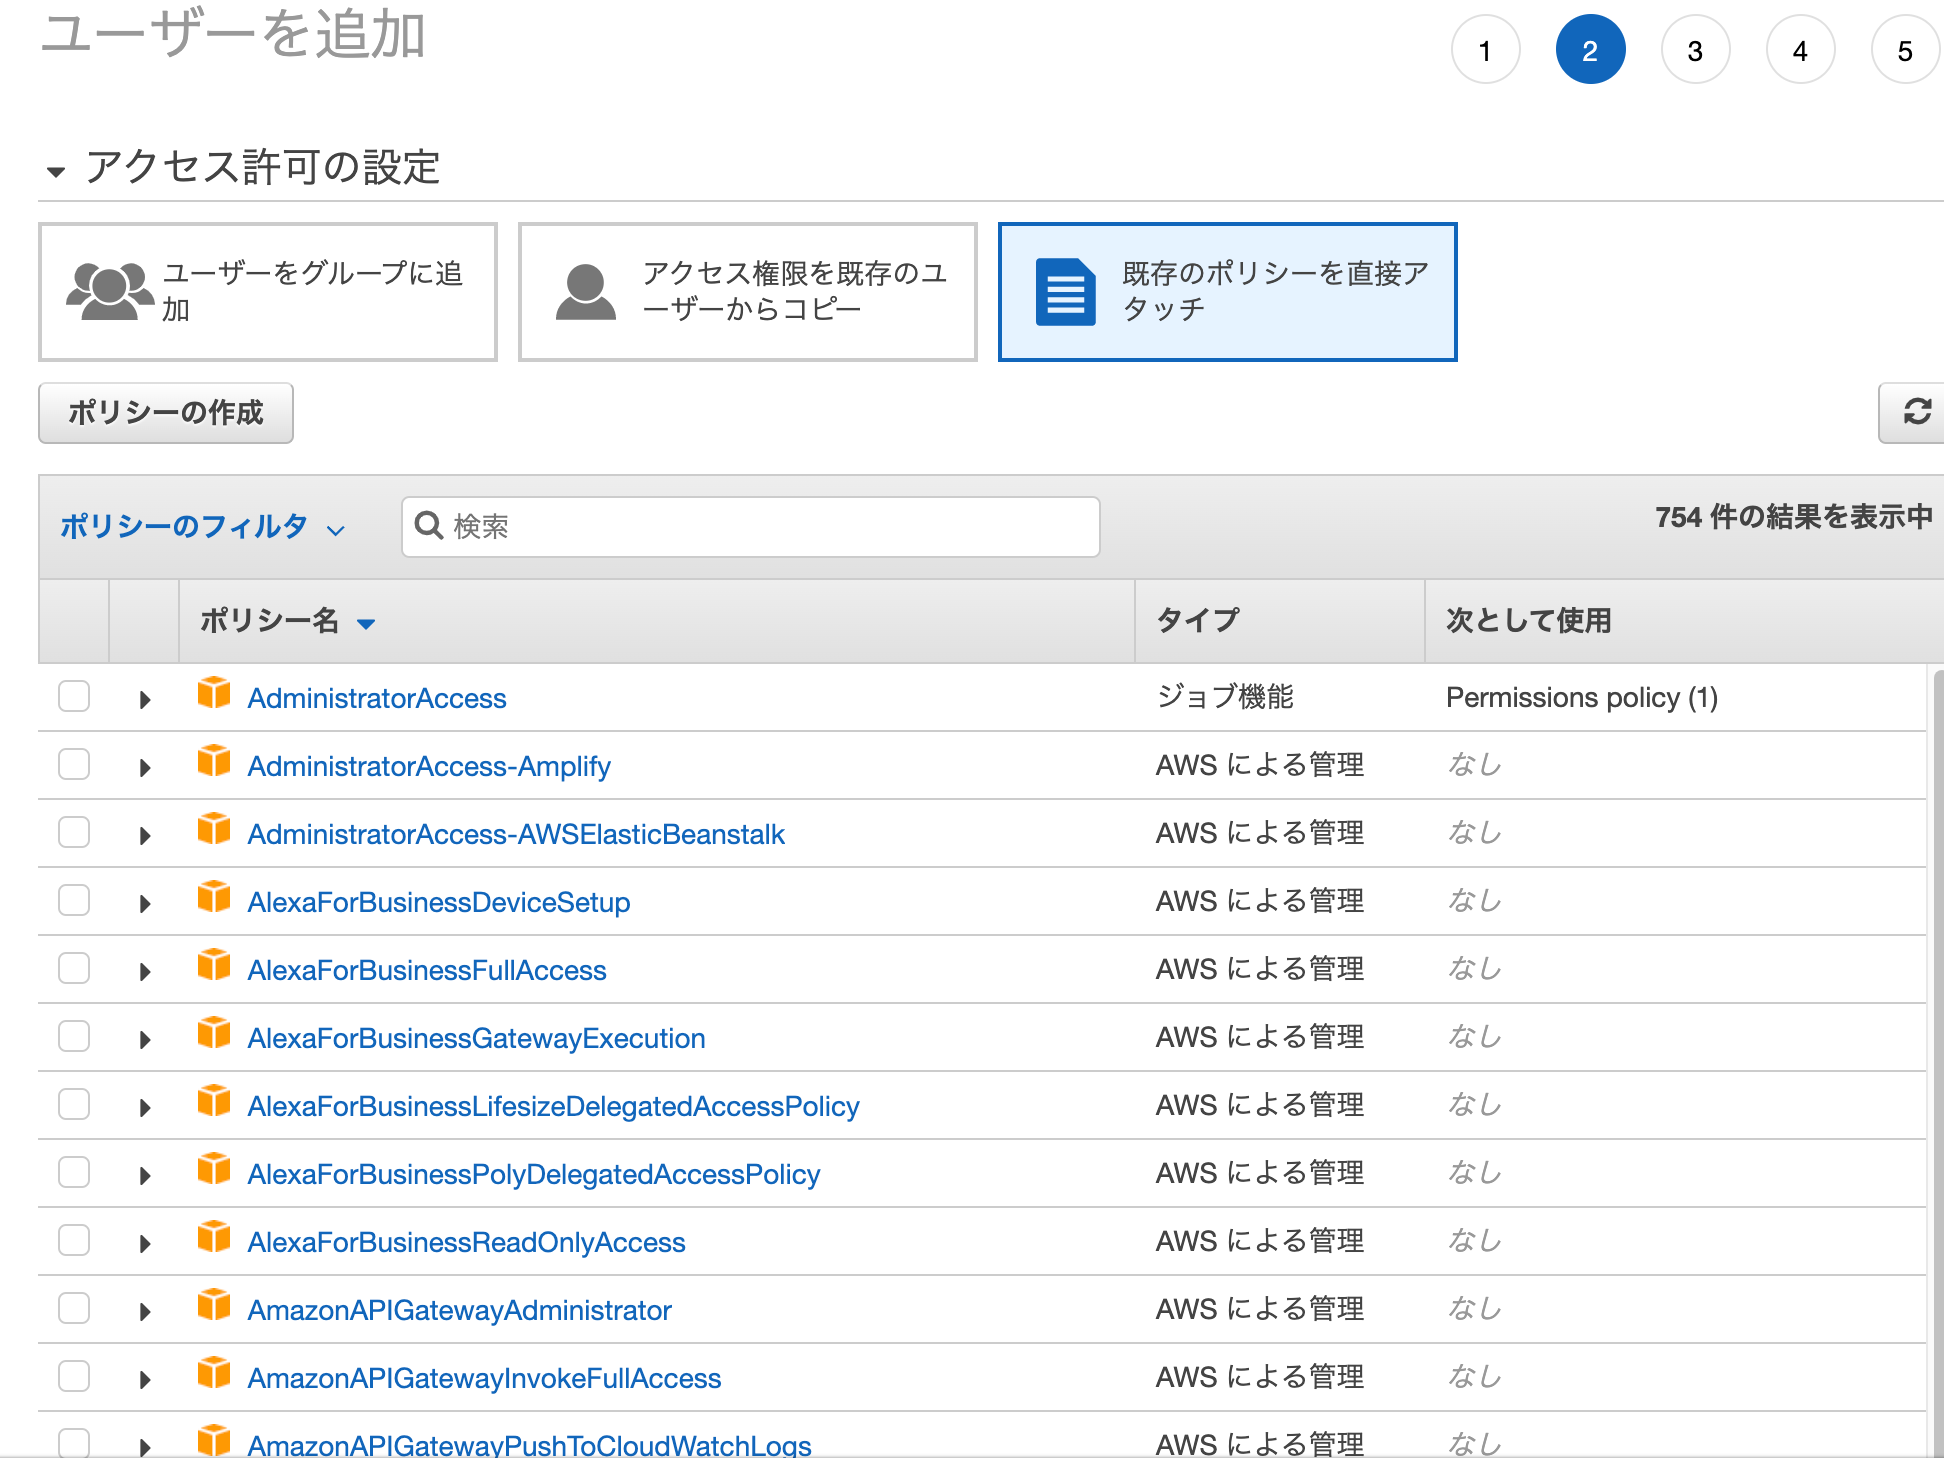 ユーザーを追加
1 2 3 4 5
アクセス許可の設定
ユーザーをグループに追
加
アクセス権限を既存のユ
ーザーからコピー
既存のポリシーを直接ア
タッチ
ポリシーの作成
ポリシーのフィルタ 検索 754 件の結果を表示中
ポリシー名 タイプ 次として使用
AdministratorAccess ジョブ機能 Permissions policy (1)
AdministratorAccess-Amplify AWS による管理 なし
AdministratorAccess-AWSElasticBeanstalk AWS による管理 なし
AlexaForBusinessDeviceSetup AWS による管理 なし
AlexaForBusinessFullAccess AWS による管理 なし
AlexaForBusinessGatewayExecution AWS による管理 なし
AlexaForBusinessLifesizeDelegatedAccessPolicy AWS による管理 なし
AlexaForBusinessPolyDelegatedAccessPolicy AWS による管理 なし
AlexaForBusinessReadOnlyAccess AWS による管理 なし
AmazonAPIGatewayAdministrator AWS による管理 なし
AmazonAPIGatewayInvokeFullAccess AWS による管理 なし
AmazonAPIGatewayPushToCloudWatchLogs AWS による管理 なし